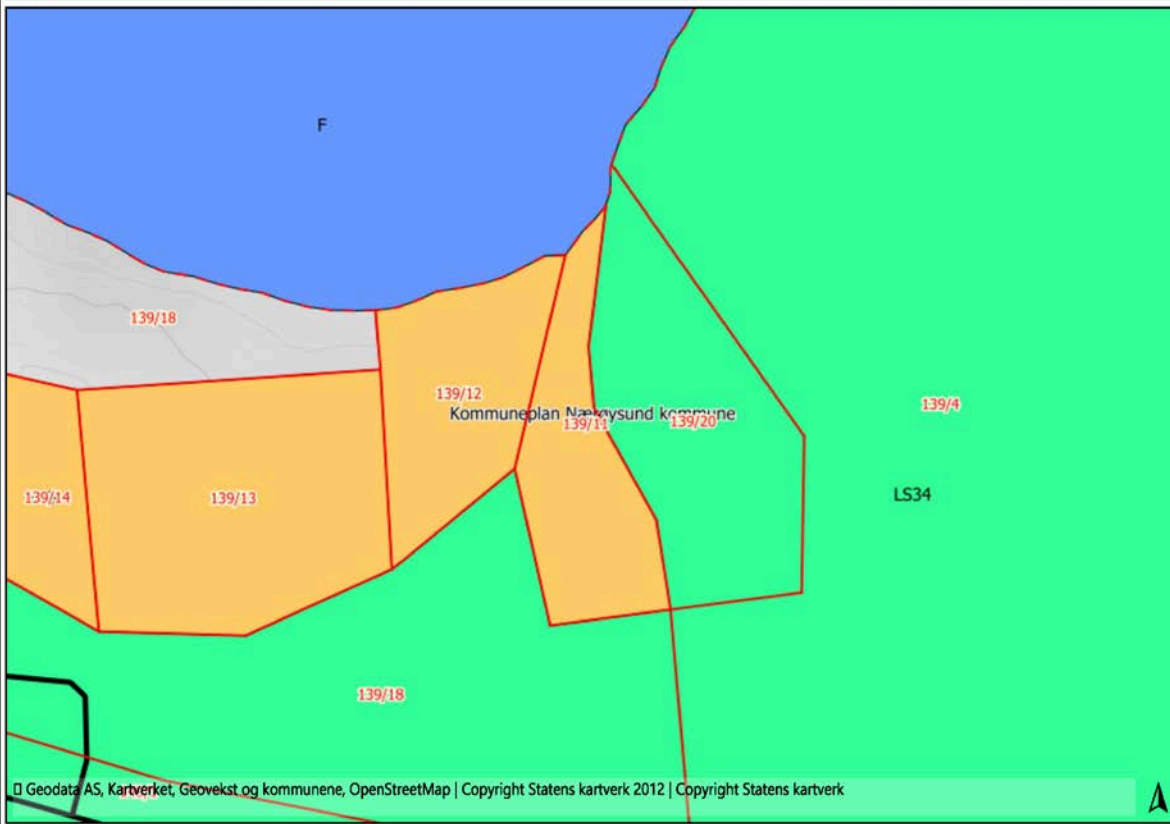 F
139/18
139/12
Kommuneplan Nærøysund kommune
139/11
139/20
139/4
139/14
139/13
LS34
139/18
Geodata AS, Kartverket, Geovekst og kommunene, OpenStreetMap | Copyright Statens kartverk 2012 | Copyright Statens kartverk